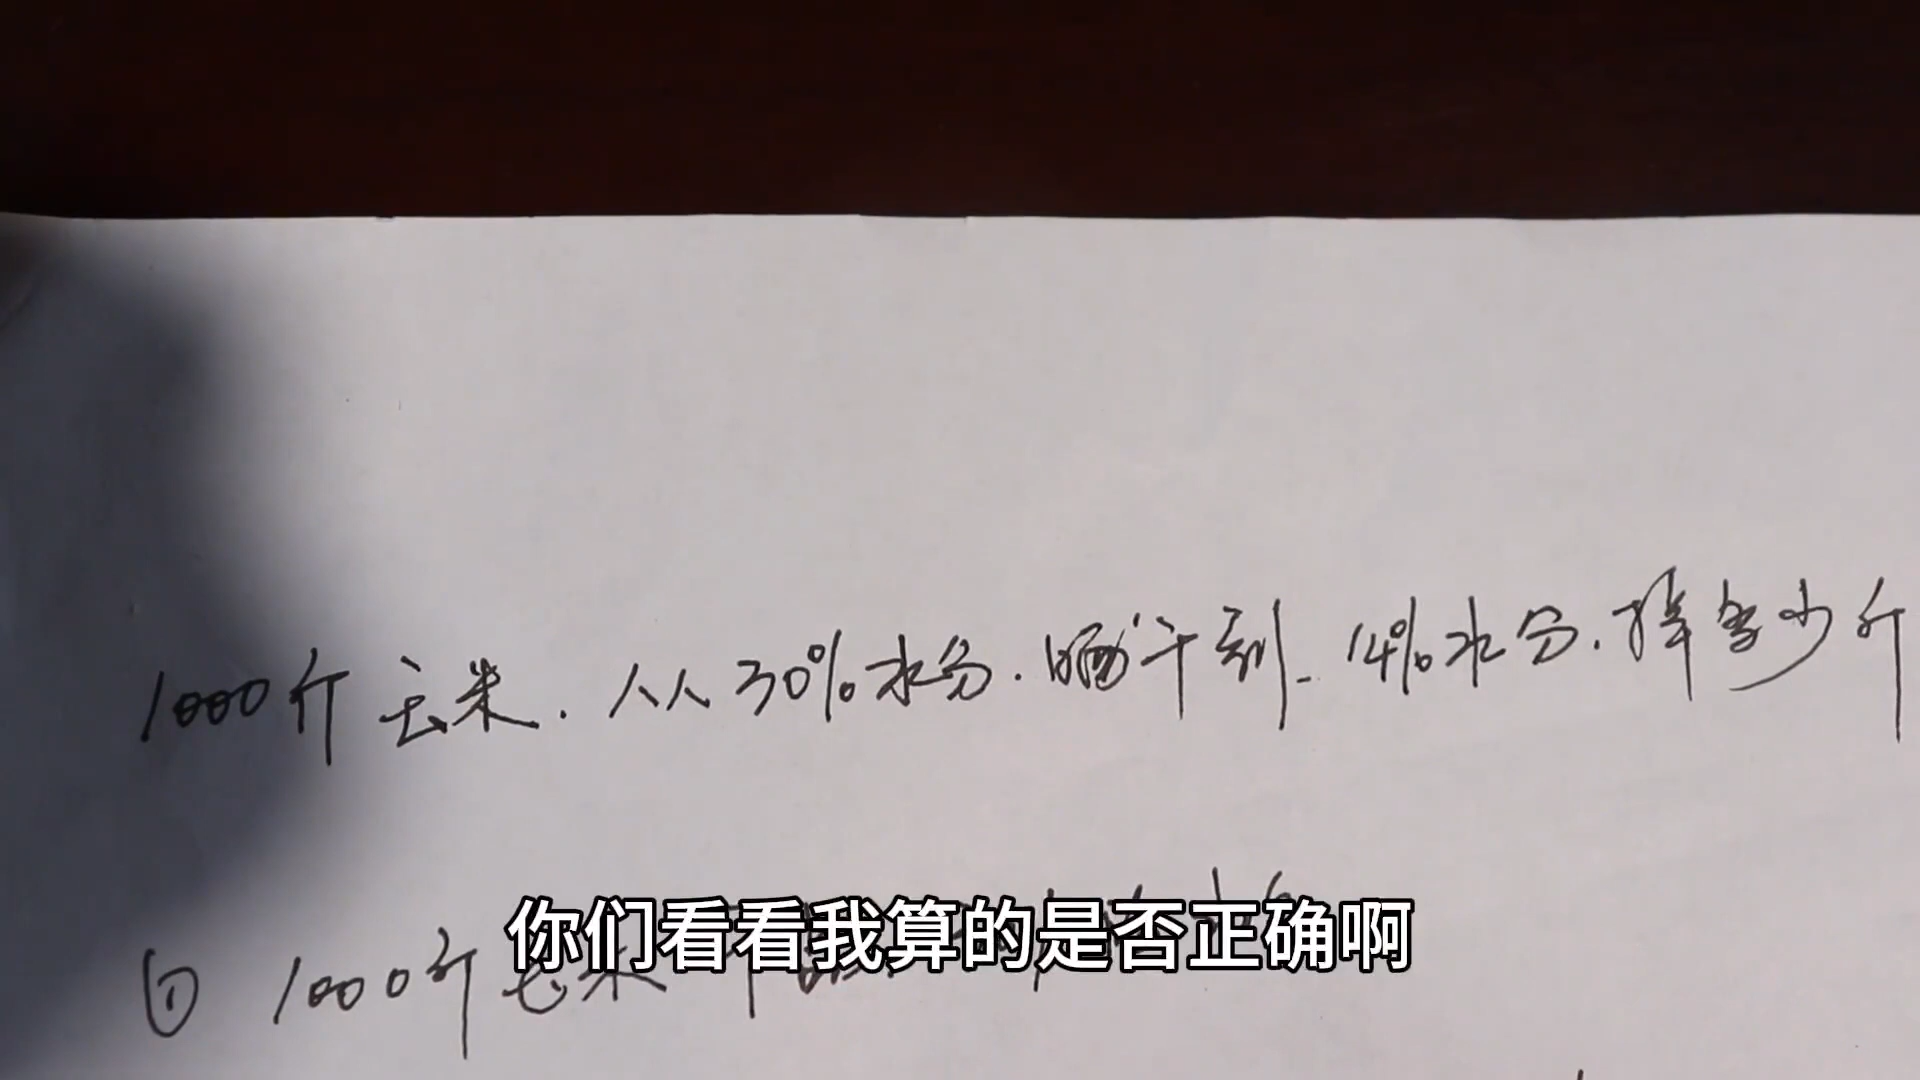 1000斤玉米.从30%水分.晒干到.14%水分.掉多少斤
① 1000斤玉米
你们看看我算的是否正确啊